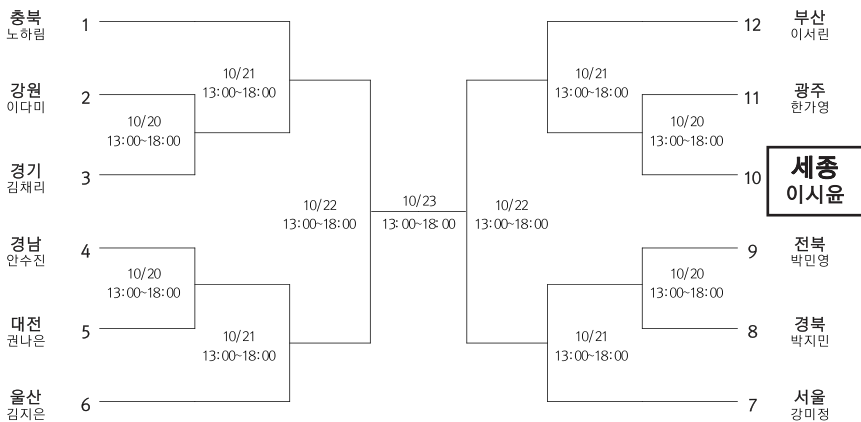 충북
노하림
1
강원
이다미
2
경기
김채리
3
경남
안수진
4
대전
권나은
5
울산
김지은
6
10/20
13:00~18:00
10/21
13:00~18:00
10/20
13:00~18:00
10/21
13:00~18:00
10/22
13:00~18:00
10/23
13:00~18:00
10/22
13:00~18:00
10/21
13:00~18:00
10/20
13:00~18:00
10/20
13:00~18:00
10/21
13:00~18:00
12
부산
이서린
11
광주
한가영
10
세종
이시윤
9
전북
박민영
8
경북
박지민
7
서울
강미정